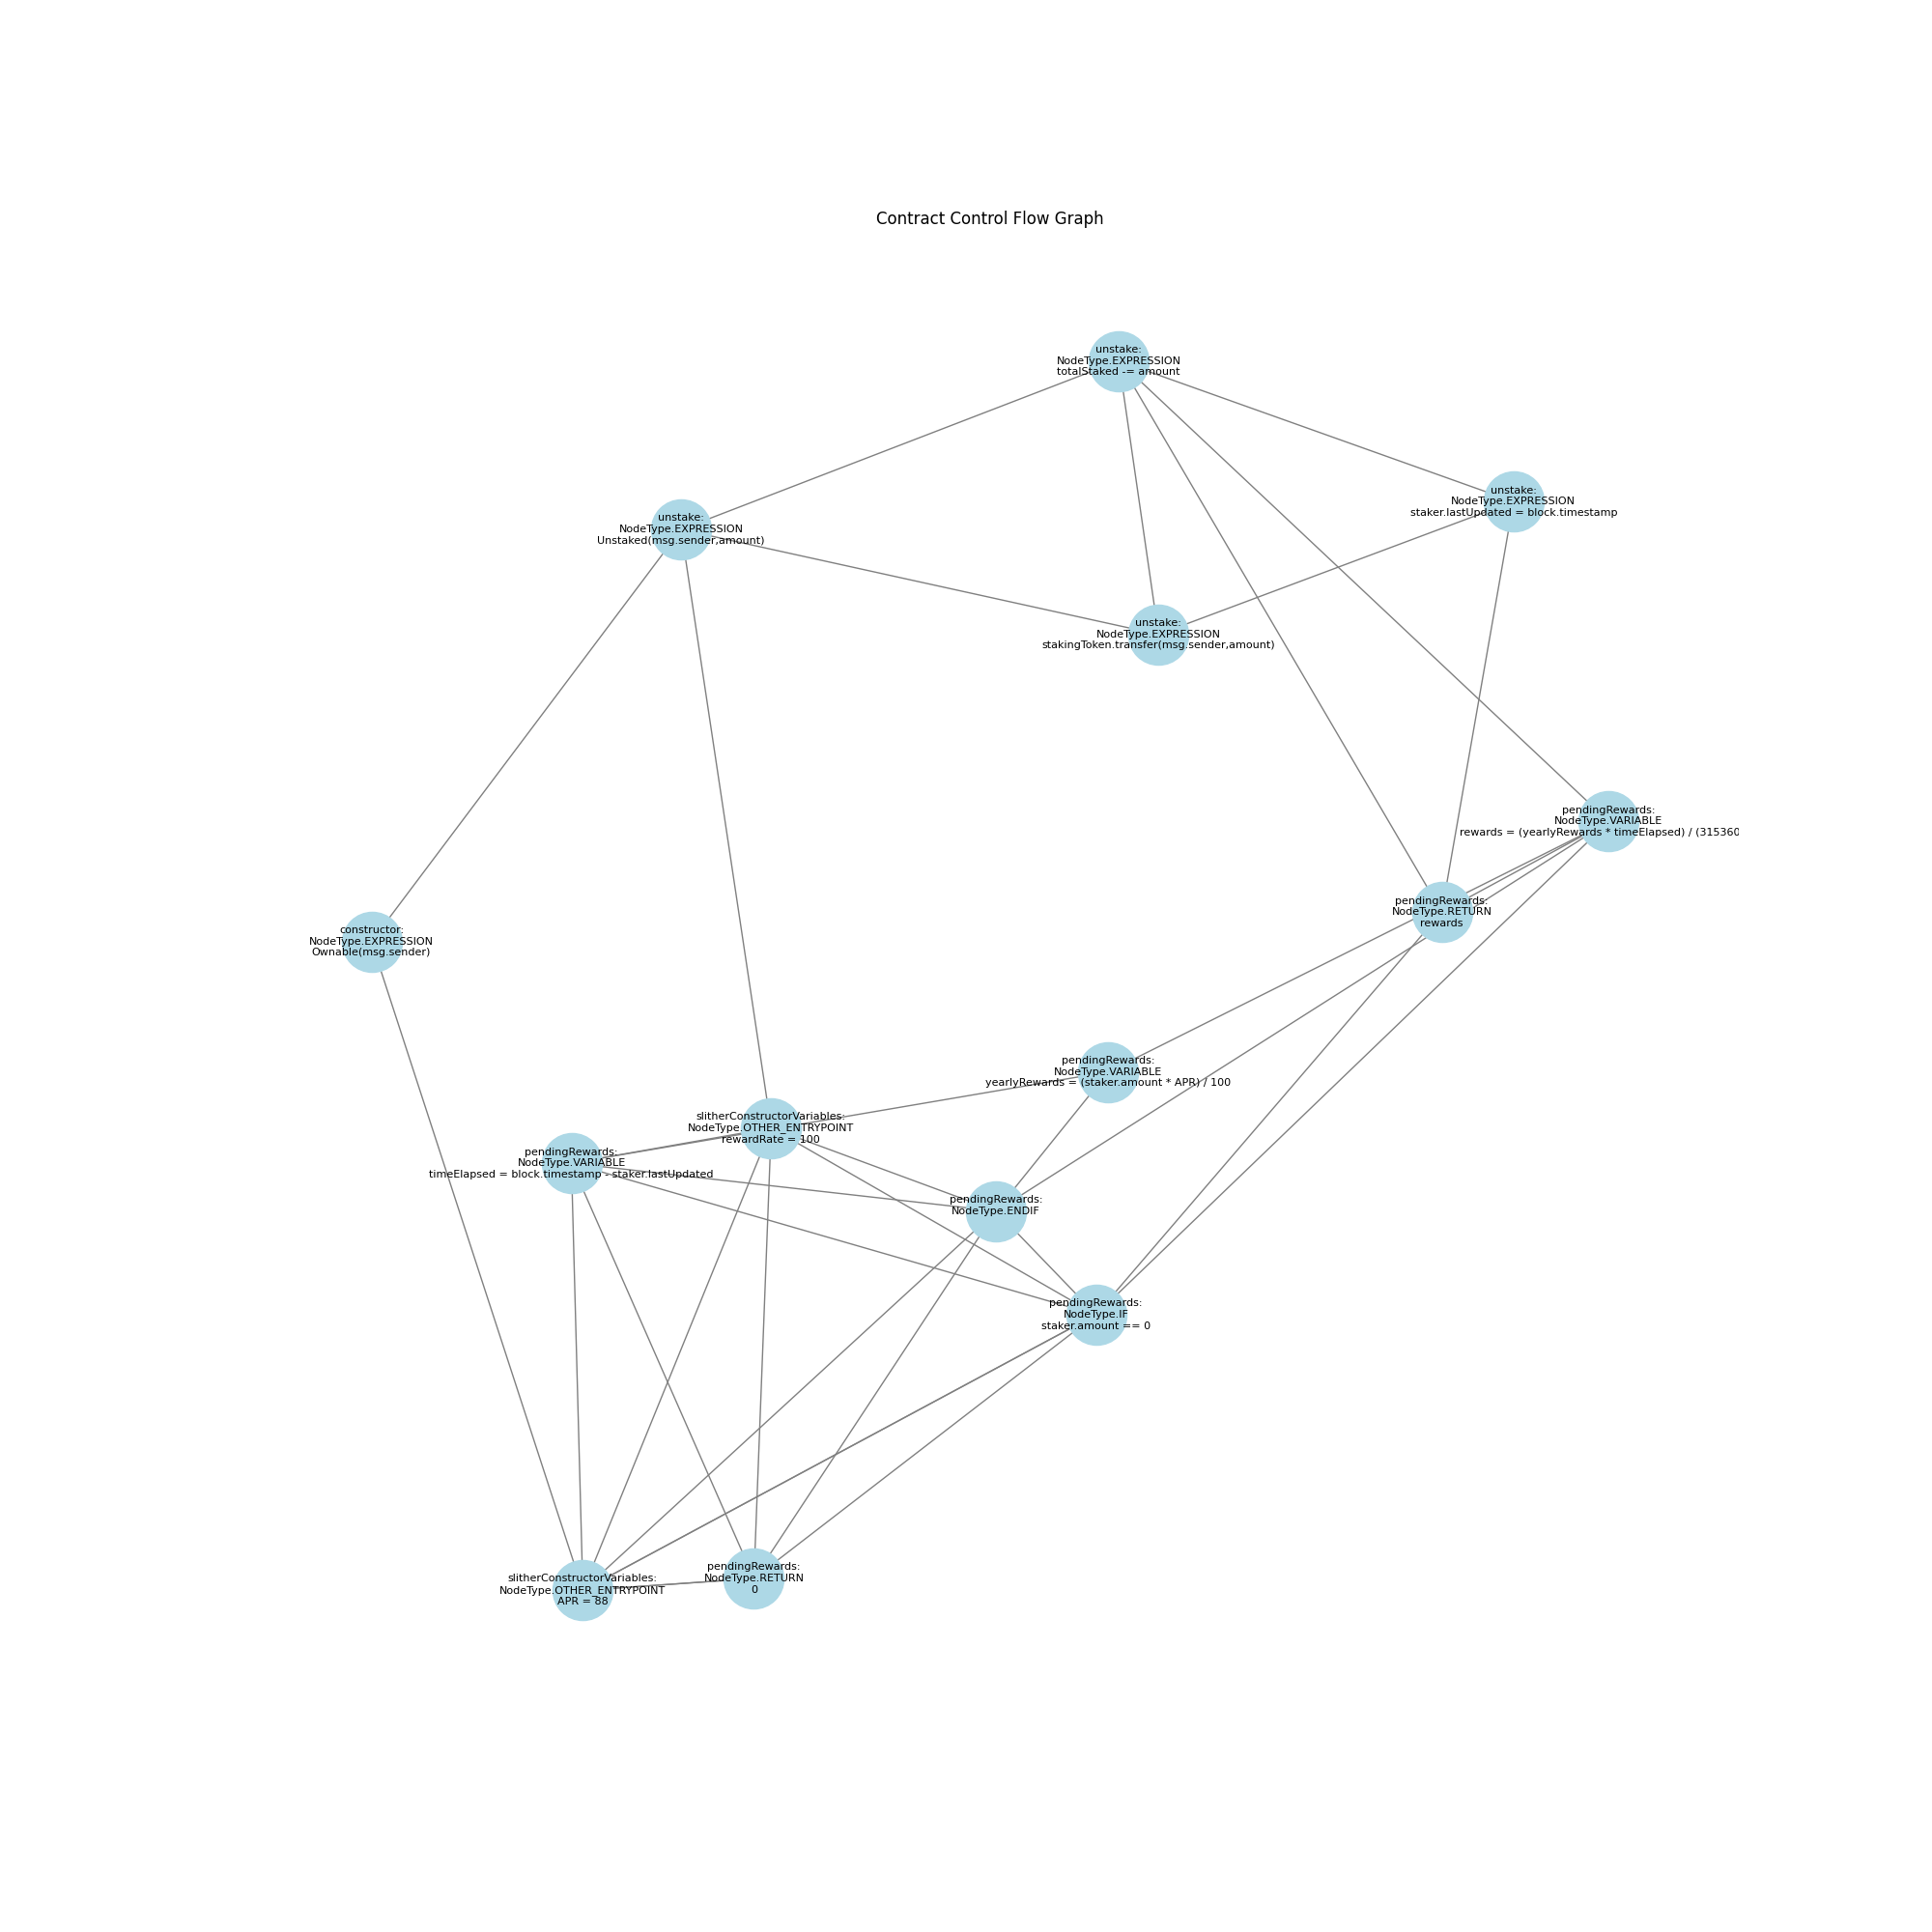 Contract Control Flow Graph
unstake:
NodeType.EXPRESSION
totalStaked -= amount
unstake:
NodeType.EXPRESSION
staker.lastUpdated = block.timestamp
unstake:
NodeType.EXPRESSION
Unstaked(msg.sender,amount)
unstake:
NodeType.EXPRESSION
stakingToken.transfer(msg.sender,amount)
pendingRewards:
NodeType.VARIABLE
rewards = (yearlyRewards * timeElapsed) / (315360
pendingRewards:
NodeType.RETURN
rewards
constructor:
NodeType.EXPRESSION
Ownable(msg.sender)
pendingRewards:
NodeType.VARIABLE
yearlyRewards = (staker.amount * APR) / 100
slitherConstructorVariables:
NodeType.OTHER_ENTRYPOINT
rewardRate = 100
pendingRewards:
NodeType.VARIABLE
timeElapsed = block.timestamp - staker.lastUpdated
pendingRewards:
NodeType.ENDIF
pendingRewards:
NodeType.IF
staker.amount == 0
pendingRewards:
NodeType.RETURN
0
slitherConstructorVariables:
NodeType.OTHER_ENTRYPOINT
APR = 88